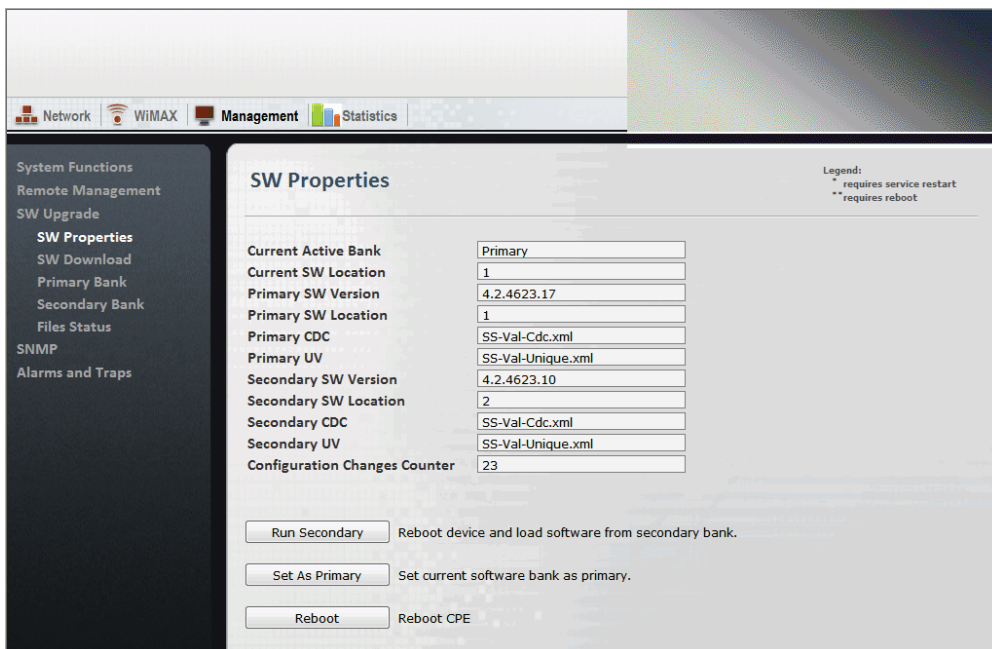 Network WiMAX Management Statistics
System Functions
Remote Management
SW Upgrade
SW Properties
SW Download
Primary Bank
Secondary Bank
Files Status
SNMP
Alarms and Traps
SW Properties
Legend:
* requires service restart
**requires reboot
Current Active Bank Primary
Current SW Location 1
Primary SW Version 4.2.4623.17
Primary SW Location 1
Primary CDC SS-Val-Cdc.xml
Primary UV SS-Val-Unique.xml
Secondary SW Version 4.2.4623.10
Secondary SW Location 2
Secondary CDC SS-Val-Cdc.xml
Secondary UV SS-Val-Unique.xml
Configuration Changes Counter 23
Run Secondary Reboot device and load software from secondary bank.
Set As Primary Set current software bank as primary.
Reboot Reboot CPE